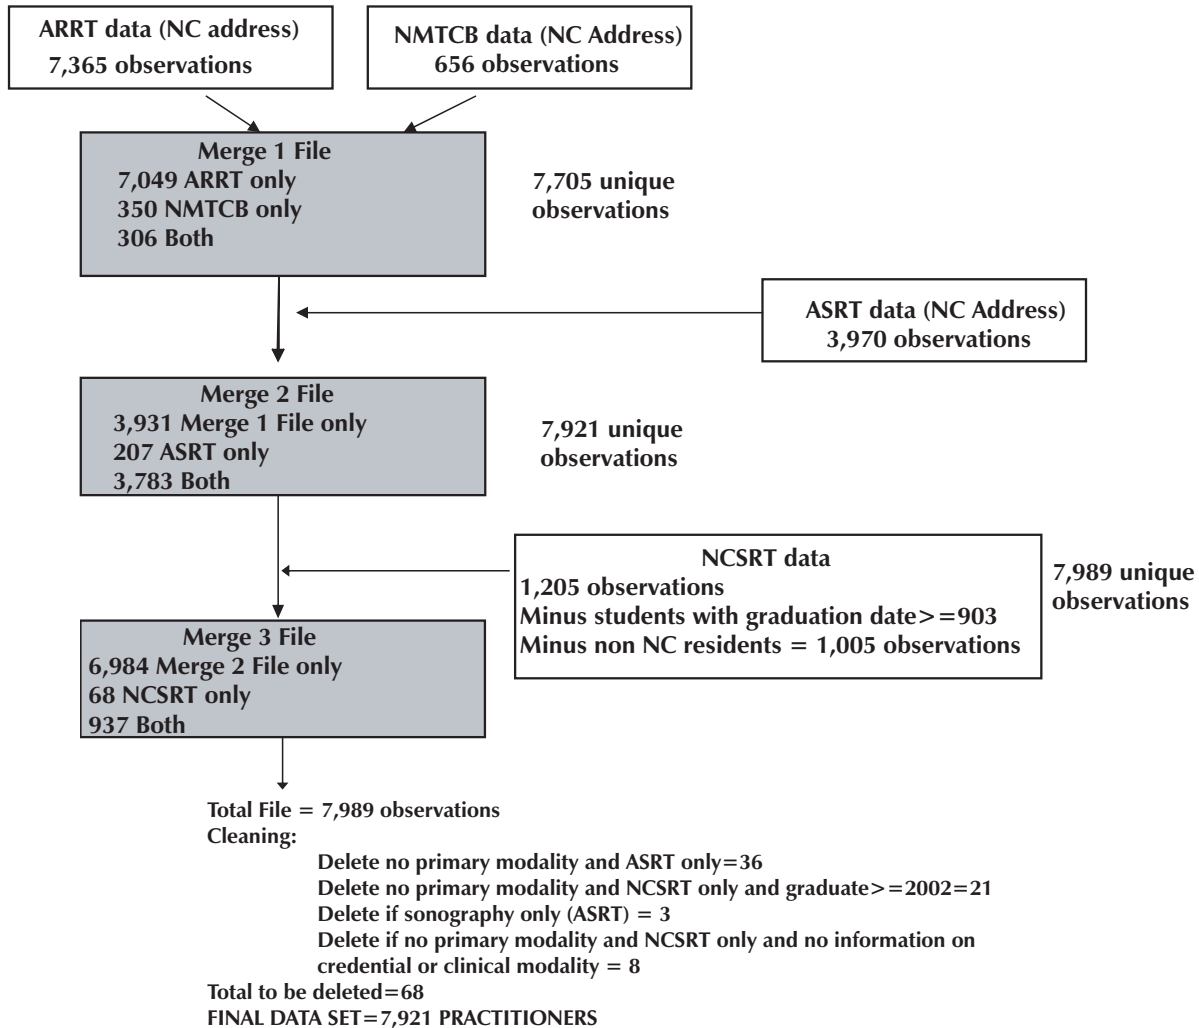 ARRT data (NC address)
7,365 observations
NMTCB data (NC Address)
656 observations
Merge 1 File
7,049 ARRT only
350 NMTCB only
306 Both
7,705 unique
observations
ASRT data (NC Address)
3,970 observations
Merge 2 File
3,931 Merge 1 File only
207 ASRT only
3,783 Both
7,921 unique
observations
NCSRT data
1,205 observations
Minus students with graduation date>=903
Minus non NC residents = 1,005 observations
7,989 unique
observations
Merge 3 File
6,984 Merge 2 File only
68 NCSRT only
937 Both
Total File = 7,989 observations
Cleaning:
Delete no primary modality and ASRT only=36
Delete no primary modality and NCSRT only and graduate>=2002=21
Delete if sonography only (ASRT) = 3
Delete if no primary modality and NCSRT only and no information on
credential or clinical modality = 8
Total to be deleted=68
FINAL DATA SET=7,921 PRACTITIONERS